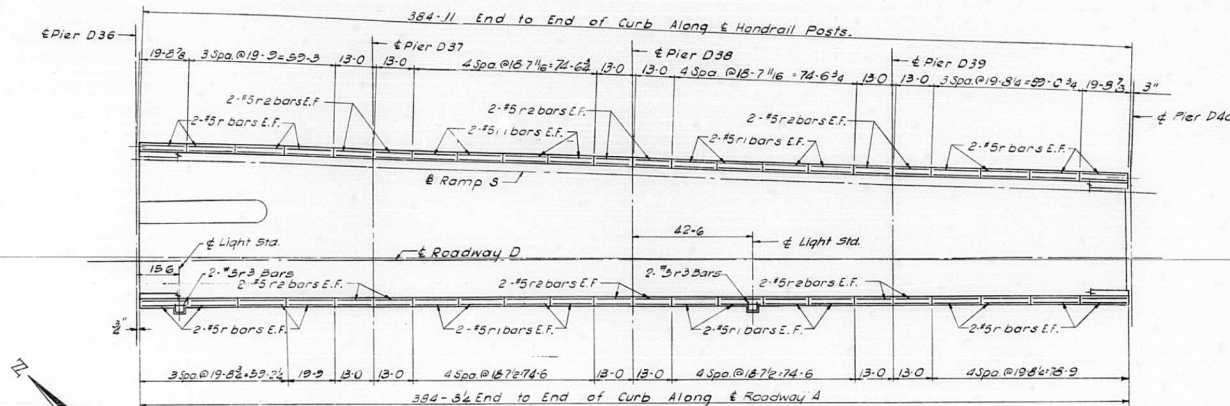 384-11 End to End of Curb Along ℄ Handrail Posts.
℄ Pier D36
℄ Pier D37
℄ Pier D38
℄ Pier D39
19-8⅞ 3 Spa.@19-9=59-3 13-0 13-0 4 Spa.@18-7 11/16=74-6¾ 13-0 13-0 4 Spa.@18-7 11/16=74-6¾ 13-0 13-0 3 Spa.@19-8¼=59-0¾ 19-8⅞ 3"
℄ Pier D40
2-#5 r2 bars E.F. 2-#5 r2 bars E.F. 2-#5 r2 bars E.F.
2-#5 r bars E.F. 2-#5 r1 bars E.F. 2-#5 r1 bars E.F. 2-#5 r bars E.F.
Ramp S
42-6
℄ Light Sta. ℄ Light Sta.
℄ Roadway D
15-6
2-#5 r3 Bars 2-#5 r3 Bars
2-#5 r2 bars E.F. 2-#5 r2 bars E.F. 2-#5 r2 bars E.F.
2-#5 r bars E.F. 2-#5 r1 bars E.F. 2-#5 r1 bars E.F. 2-#5 r bars E.F.
N
3 Spa.@19-8¾=59-2¼ 19-9 13-0 13-0 4 Spa.@18-7½=74-6 13-0 13-0 4 Spa.@18-7½=74-6 13-0 13-0 4 Spa.@19-8¼=78-9
384-3¼ End to End of Curb Along ℄ Roadway A